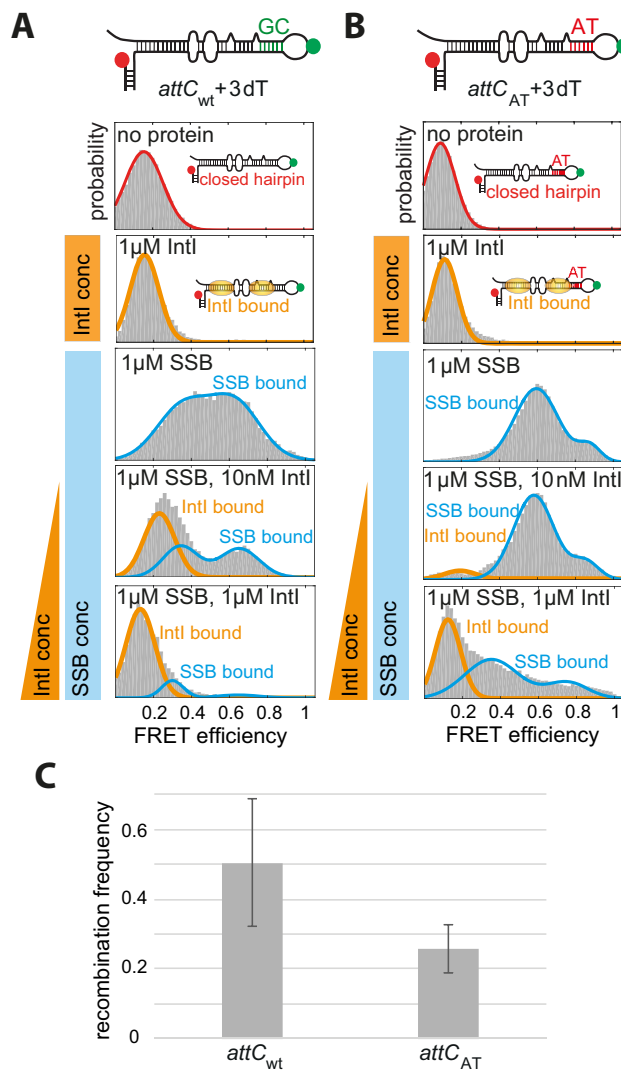 A
GC
attCwt+3dT
probability
no protein
closed hairpin
IntI conc
1µM IntI
IntI bound
1µM SSB
SSB bound
1µM SSB, 10nM IntI
IntI bound
SSB bound
1µM SSB, 1µM IntI
IntI bound
SSB bound
IntI conc
SSB conc
0.2 0.4 0.6 0.8 1
FRET efficiency
B
AT
attCAT+3dT
probability
no protein
AT
closed hairpin
IntI conc
1µM IntI
AT
IntI bound
1µM SSB
SSB bound
1µM SSB, 10nM IntI
SSB bound
IntI bound
1µM SSB, 1µM IntI
IntI bound
SSB bound
IntI conc
SSB conc
0.2 0.4 0.6 0.8 1
FRET efficiency
C
recombination frequency
0.6
0.4
0.2
0
attCwt
attCAT